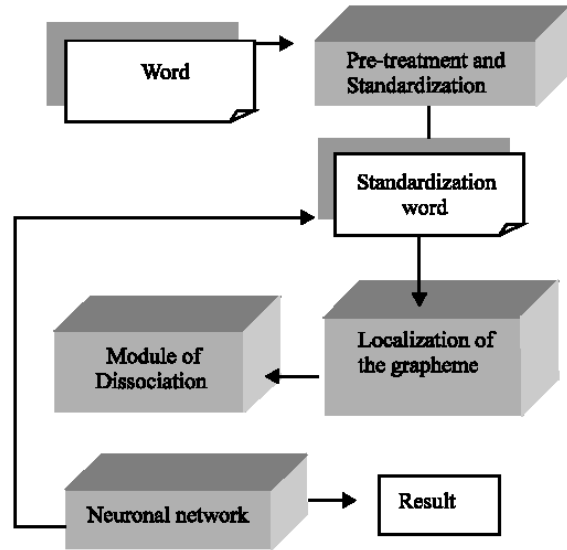 Word
Pre-treatment and
Standardization
Standardization
word
Localization of
the grapheme
Module of
Dissociation
Neuronal network
Result